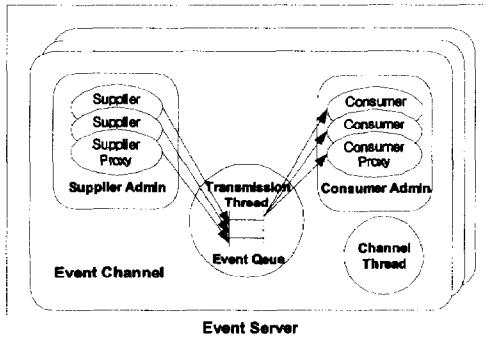 Supplier
Supplier
Supplier
Proxy
Supplier Admin
Consumer
Consumer
Consumer
Proxy
Consumer Admin
Transmission
Thread
Event Qeue
Channel
Thread
Event Channel
Event Server